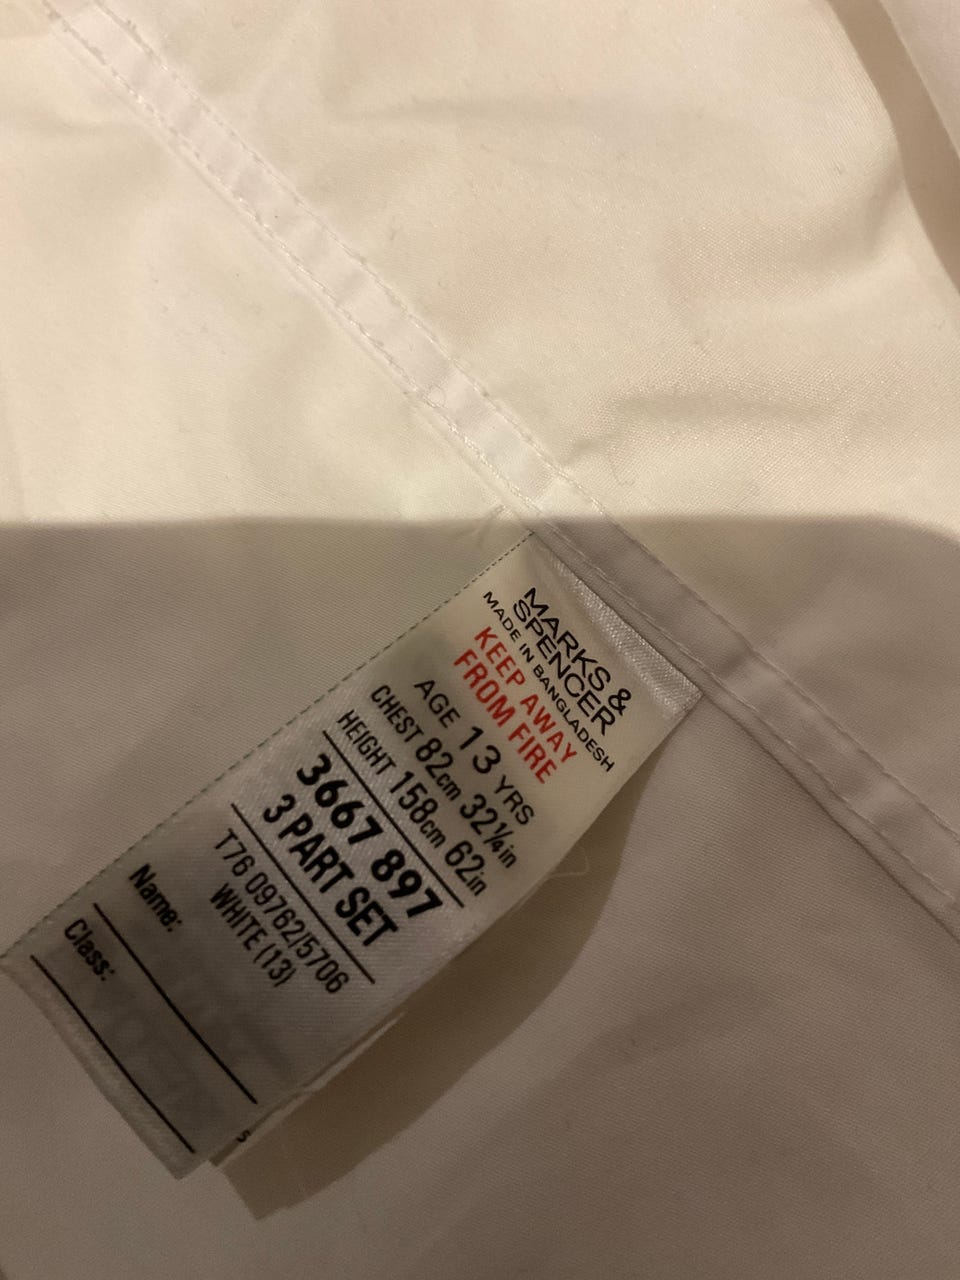 MARKS &
SPENCER
MADE IN BANGLADESH
KEEP AWAY
FROM FIRE
AGE 13 YRS
CHEST 82cm 32¼in
HEIGHT 158cm 62in
3667 897
3 PART SET
T76 09762/5706
WHITE (13)
Name:
Class:
s